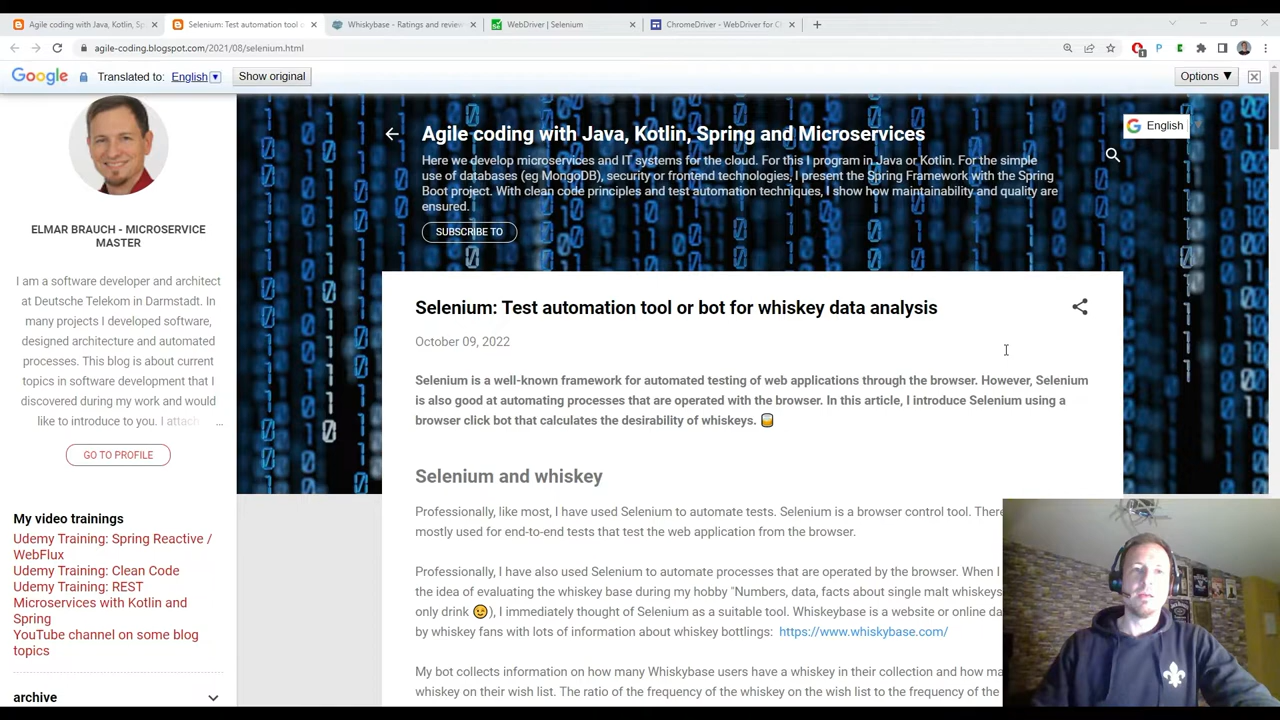 Agile coding with Java, Kotlin, Sp
Selenium: Test automation tool o
Whiskybase - Ratings and review
WebDriver | Selenium
ChromeDriver - WebDriver for C
agile-coding.blogspot.com/2021/08/selenium.html
Google Translated to: English Show original Options ▼
English
Agile coding with Java, Kotlin, Spring and Microservices
Here we develop microservices and IT systems for the cloud. For this I program in Java or Kotlin. For the simple
use of databases (eg MongoDB), security or frontend technologies, I present the Spring Framework with the Spring
Boot project. With clean code principles and test automation techniques, I show how maintainability and quality are
ensured.
SUBSCRIBE TO
ELMAR BRAUCH - MICROSERVICE
MASTER
I am a software developer and architect
at Deutsche Telekom in Darmstadt. In
many projects I developed software,
designed architecture and automated
processes. This blog is about current
topics in software development that I
discovered during my work and would
like to introduce to you. I attach ...
GO TO PROFILE
My video trainings
Udemy Training: Spring Reactive /
WebFlux
Udemy Training: Clean Code
Udemy Training: REST
Microservices with Kotlin and
Spring
YouTube channel on some blog
topics
archive
Selenium: Test automation tool or bot for whiskey data analysis
October 09, 2022
Selenium is a well-known framework for automated testing of web applications through the browser. However, Selenium
is also good at automating processes that are operated with the browser. In this article, I introduce Selenium using a
browser click bot that calculates the desirability of whiskeys. 🥃
Selenium and whiskey
Professionally, like most, I have used Selenium to automate tests. Selenium is a browser control tool. There
mostly used for end-to-end tests that test the web application from the browser.
Professionally, I have also used Selenium to automate processes that are operated by the browser. When I
the idea of evaluating the whiskey base during my hobby "Numbers, data, facts about single malt whiskeys
only drink 😉), I immediately thought of Selenium as a suitable tool. Whiskeybase is a website or online da
by whiskey fans with lots of information about whiskey bottlings: https://www.whiskybase.com/
My bot collects information on how many Whiskybase users have a whiskey in their collection and how ma
whiskey on their wish list. The ratio of the frequency of the whiskey on the wish list to the frequency of the